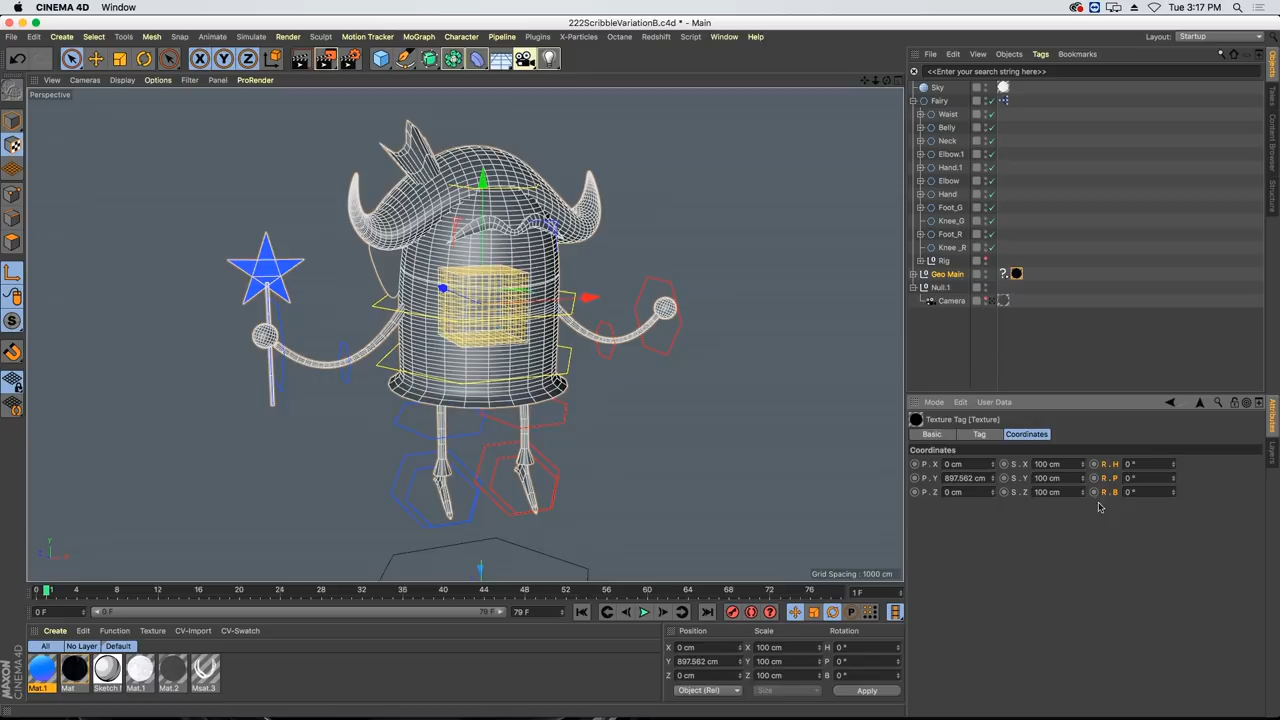 CINEMA 4D Window
Tue 3:17 PM
222ScribbleVariationB.c4d * - Main
File Edit Create Select Tools Mesh Snap Animate Simulate Render Sculpt Motion Tracker MoGraph Character Pipeline Plugins X-Particles Octane Redshift Script Window Help
Layout: Startup
X Y Z
View Cameras Display Options Filter Panel ProRender
File Edit View Objects Tags Bookmarks
<<Enter your search string here>>
Perspective
Sky
Fairy
Waist
Belly
Neck
Elbow.1
Hand.1
Elbow
Hand
Foot_G
Knee_G
Foot_R
Knee _R
Rig
Geo Main
Null.1
Camera
Objects
Takes
Content Browser
Structure
Mode Edit User Data
Texture Tag [Texture]
Basic Tag Coordinates
Coordinates
P . X 0 cm S . X 100 cm R . H 0 °
P . Y 897.562 cm S . Y 100 cm R . P 0 °
P . Z 0 cm S . Z 100 cm R . B 0 °
Attributes
Layers
Grid Spacing : 1000 cm
0 1 4 8 12 16 20 24 28 32 36 40 44 48 52 56 60 64 68 72 76 1 F
0 F 0 F 79 F 79 F
Create Edit Function Texture CV-Import CV-Swatch
All No Layer Default
Mat.1 Mat Sketch Mat.1 Mat.2 Msat.3
Position Scale Rotation
X 0 cm X 100 cm H 0 °
Y 897.562 cm Y 100 cm P 0 °
Z 0 cm Z 100 cm B 0 °
Object (Rel) Size Apply
MAXON
CINEMA 4D